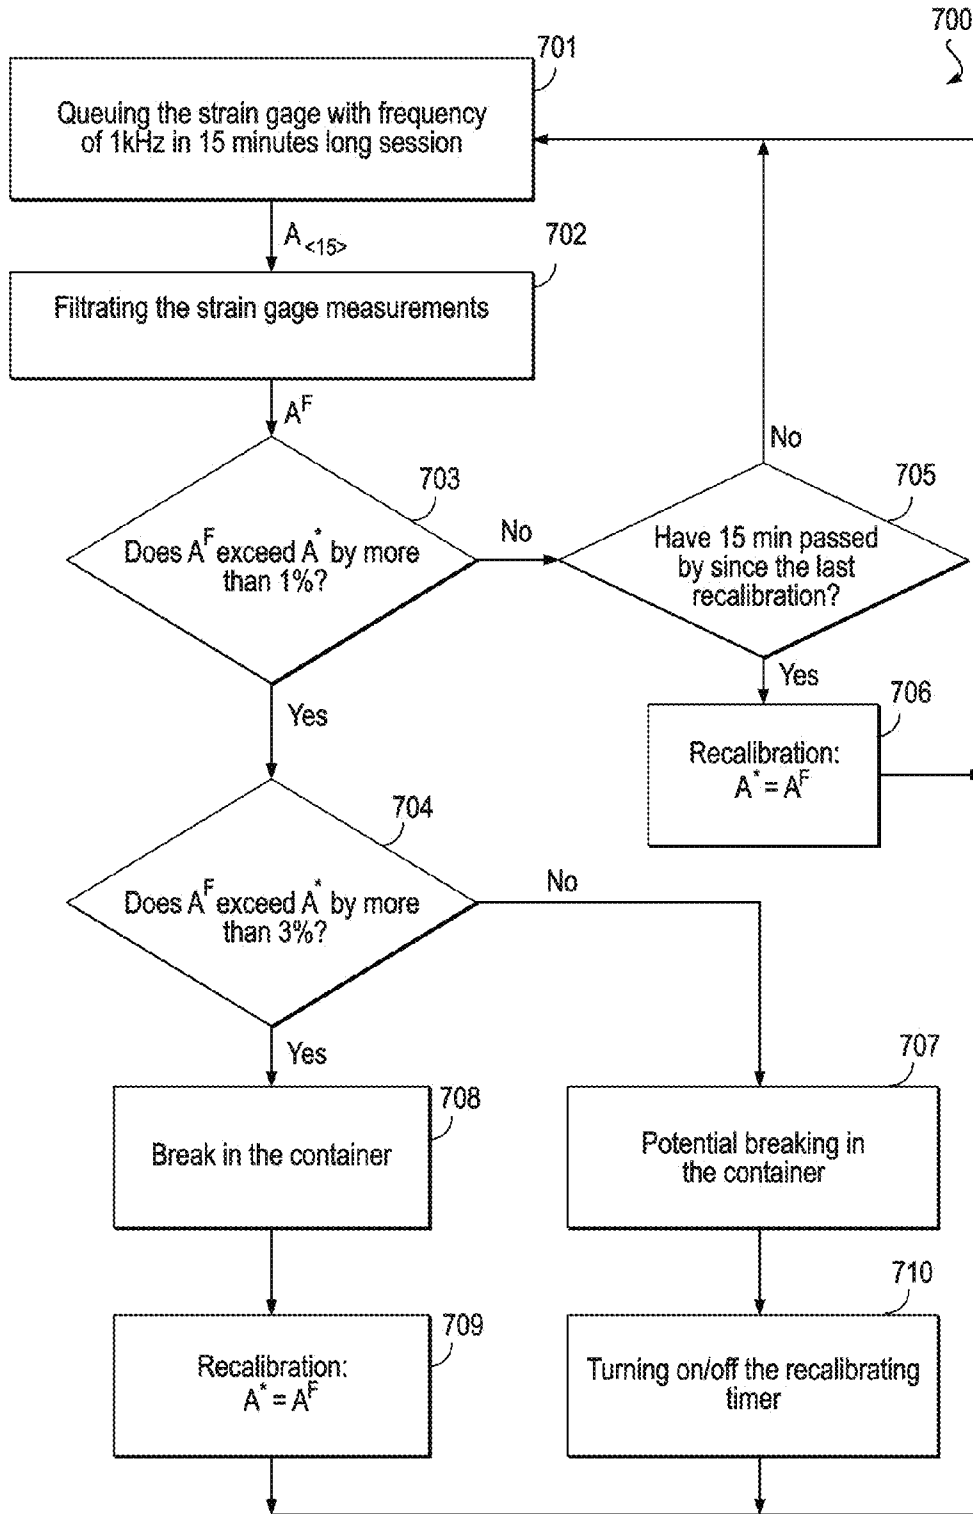 700
701
Queuing the strain gage with frequency
of 1kHz in 15 minutes long session
A<15>
702
Filtrating the strain gage measurements
A^F
703
Does A^F exceed A^* by more
than 1%?
No
705
Have 15 min passed
by since the last
recalibration?
No
Yes
706
Recalibration:
A^* = A^F
Yes
704
Does A^F exceed A^* by more
than 3%?
No
Yes
708
Break in the container
707
Potential breaking in
the container
709
Recalibration:
A^* = A^F
710
Turning on/off the recalibrating
timer